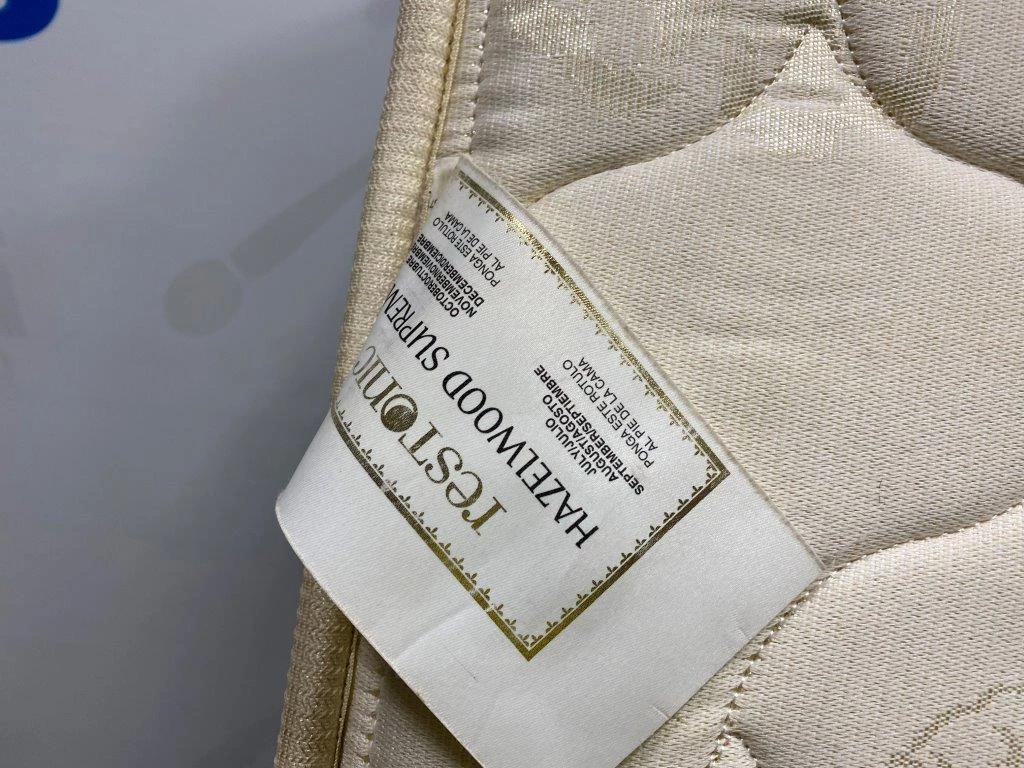 resTonic
HAZELWOOD SUPREM
JULY/JULIO
AUGUST/AGOSTO
SEPTEMBER/SEPTIEMBRE
PONGA ESTE ROTULO
AL PIE DE LA CAMA
OCTOBER/OCTUBRE
NOVEMBER/NOVIEMBRE
DECEMBER/DICIEMBRE
PONGA ESTE ROTULO
AL PIE DE LA CAMA